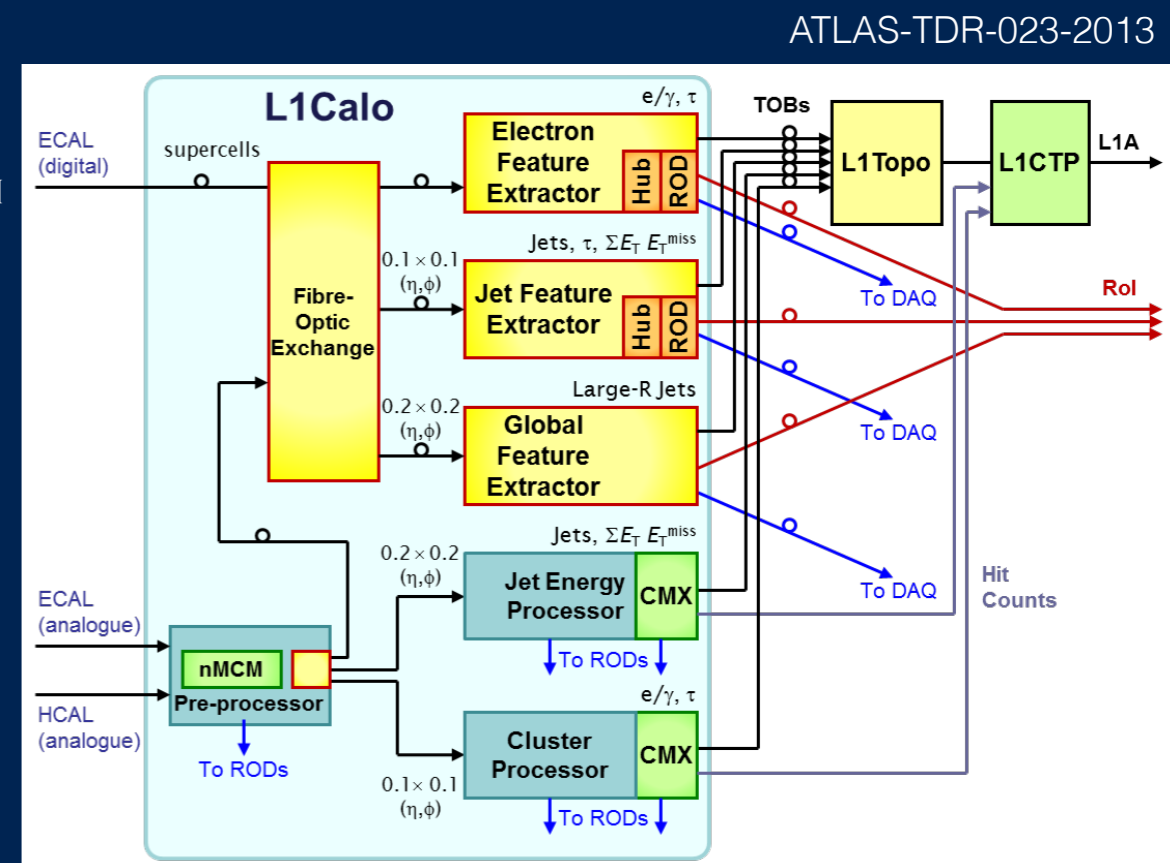 ATLAS-TDR-023-2013
L1Calo
e/γ, τ
TOBs
ECAL
(digital)
supercells
Electron
Feature
Extractor
Hub
ROD
L1Topo
L1CTP
L1A
Jets, τ, ΣE_T E_T^miss
0.1 × 0.1
(η,ϕ)
Fibre-
Optic
Exchange
Jet Feature
Extractor
Hub
ROD
To DAQ
RoI
Large-R Jets
0.2 × 0.2
(η,ϕ)
Global
Feature
Extractor
To DAQ
Jets, ΣE_T E_T^miss
0.2 × 0.2
(η,ϕ)
Jet Energy
Processor
CMX
To DAQ
Hit
Counts
ECAL
(analogue)
nMCM
Pre-processor
To RODs
HCAL
(analogue)
To RODs
e/γ, τ
Cluster
Processor
CMX
0.1 × 0.1
(η,ϕ)
To RODs